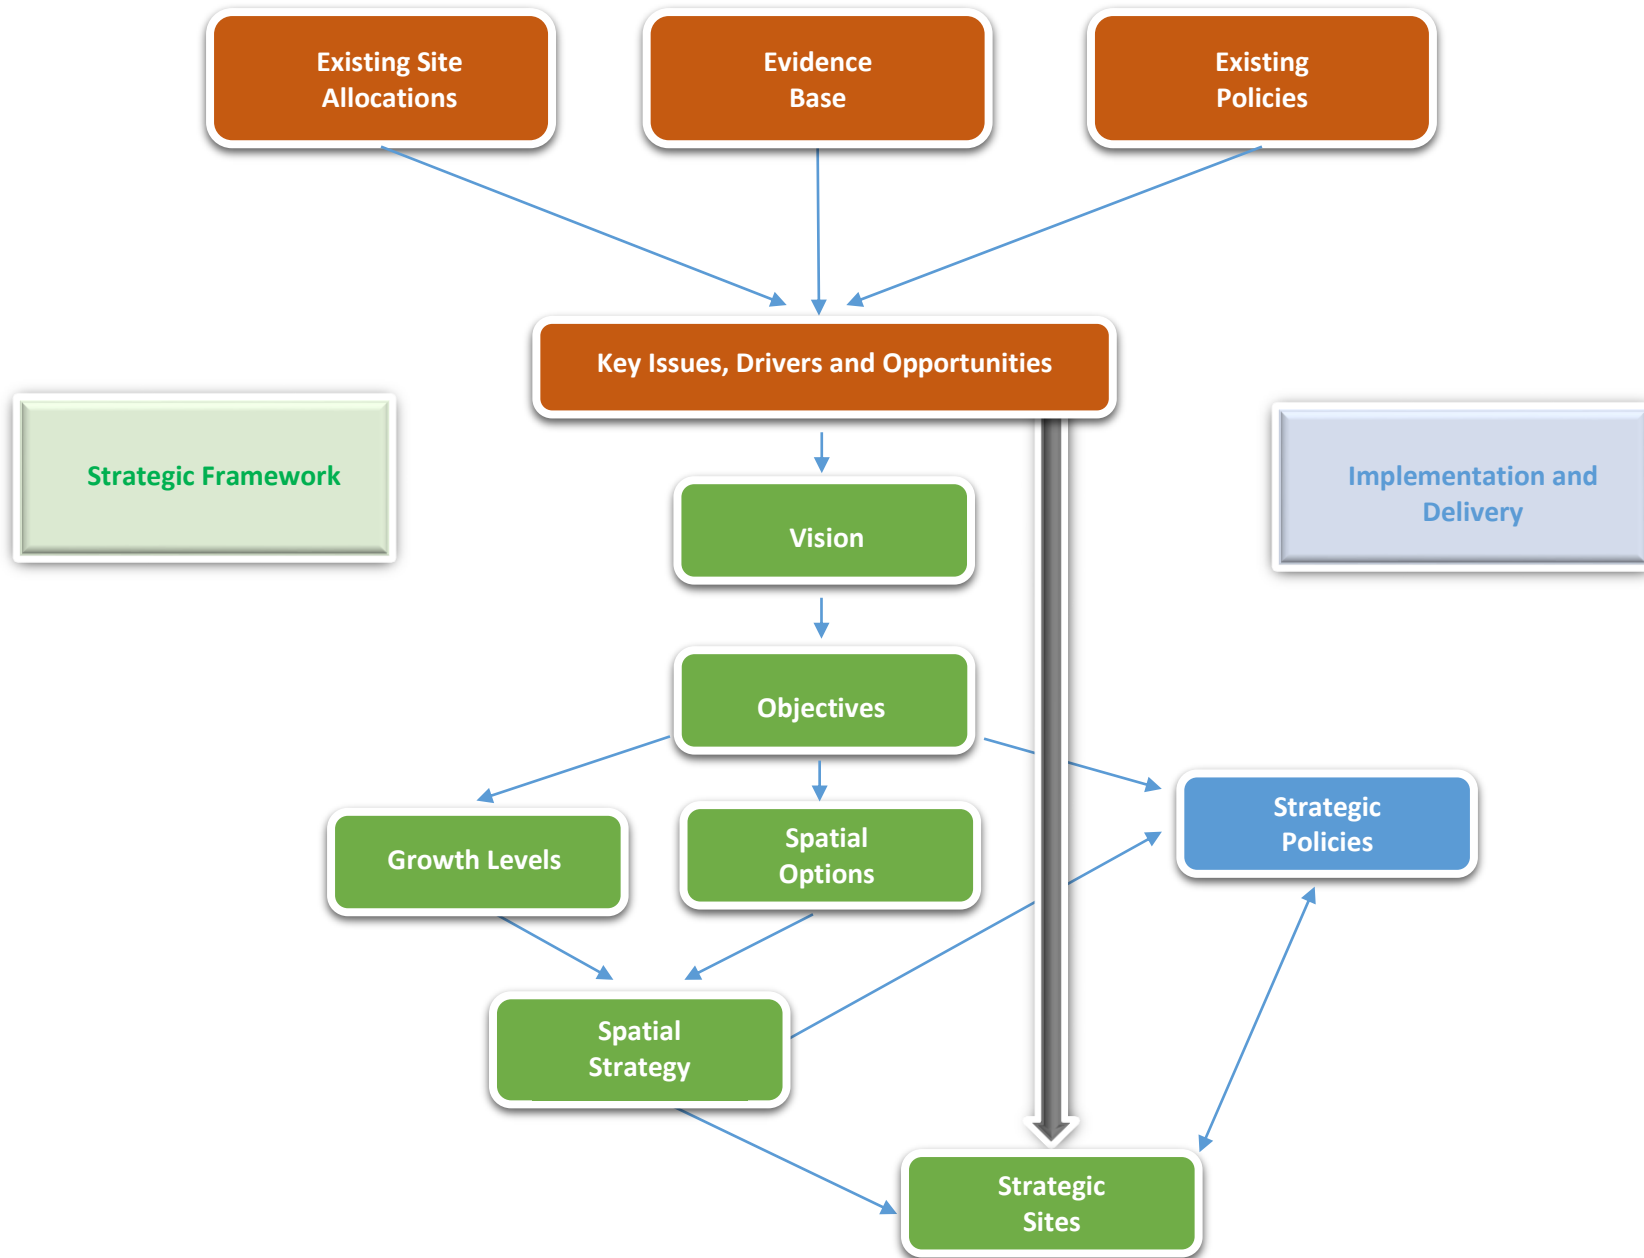 Existing Site
Allocations
Evidence
Base
Existing
Policies
Key Issues, Drivers and Opportunities
Strategic Framework
Implementation and
Delivery
Vision
Objectives
Growth Levels
Spatial
Options
Strategic
Policies
Spatial
Strategy
Strategic
Sites